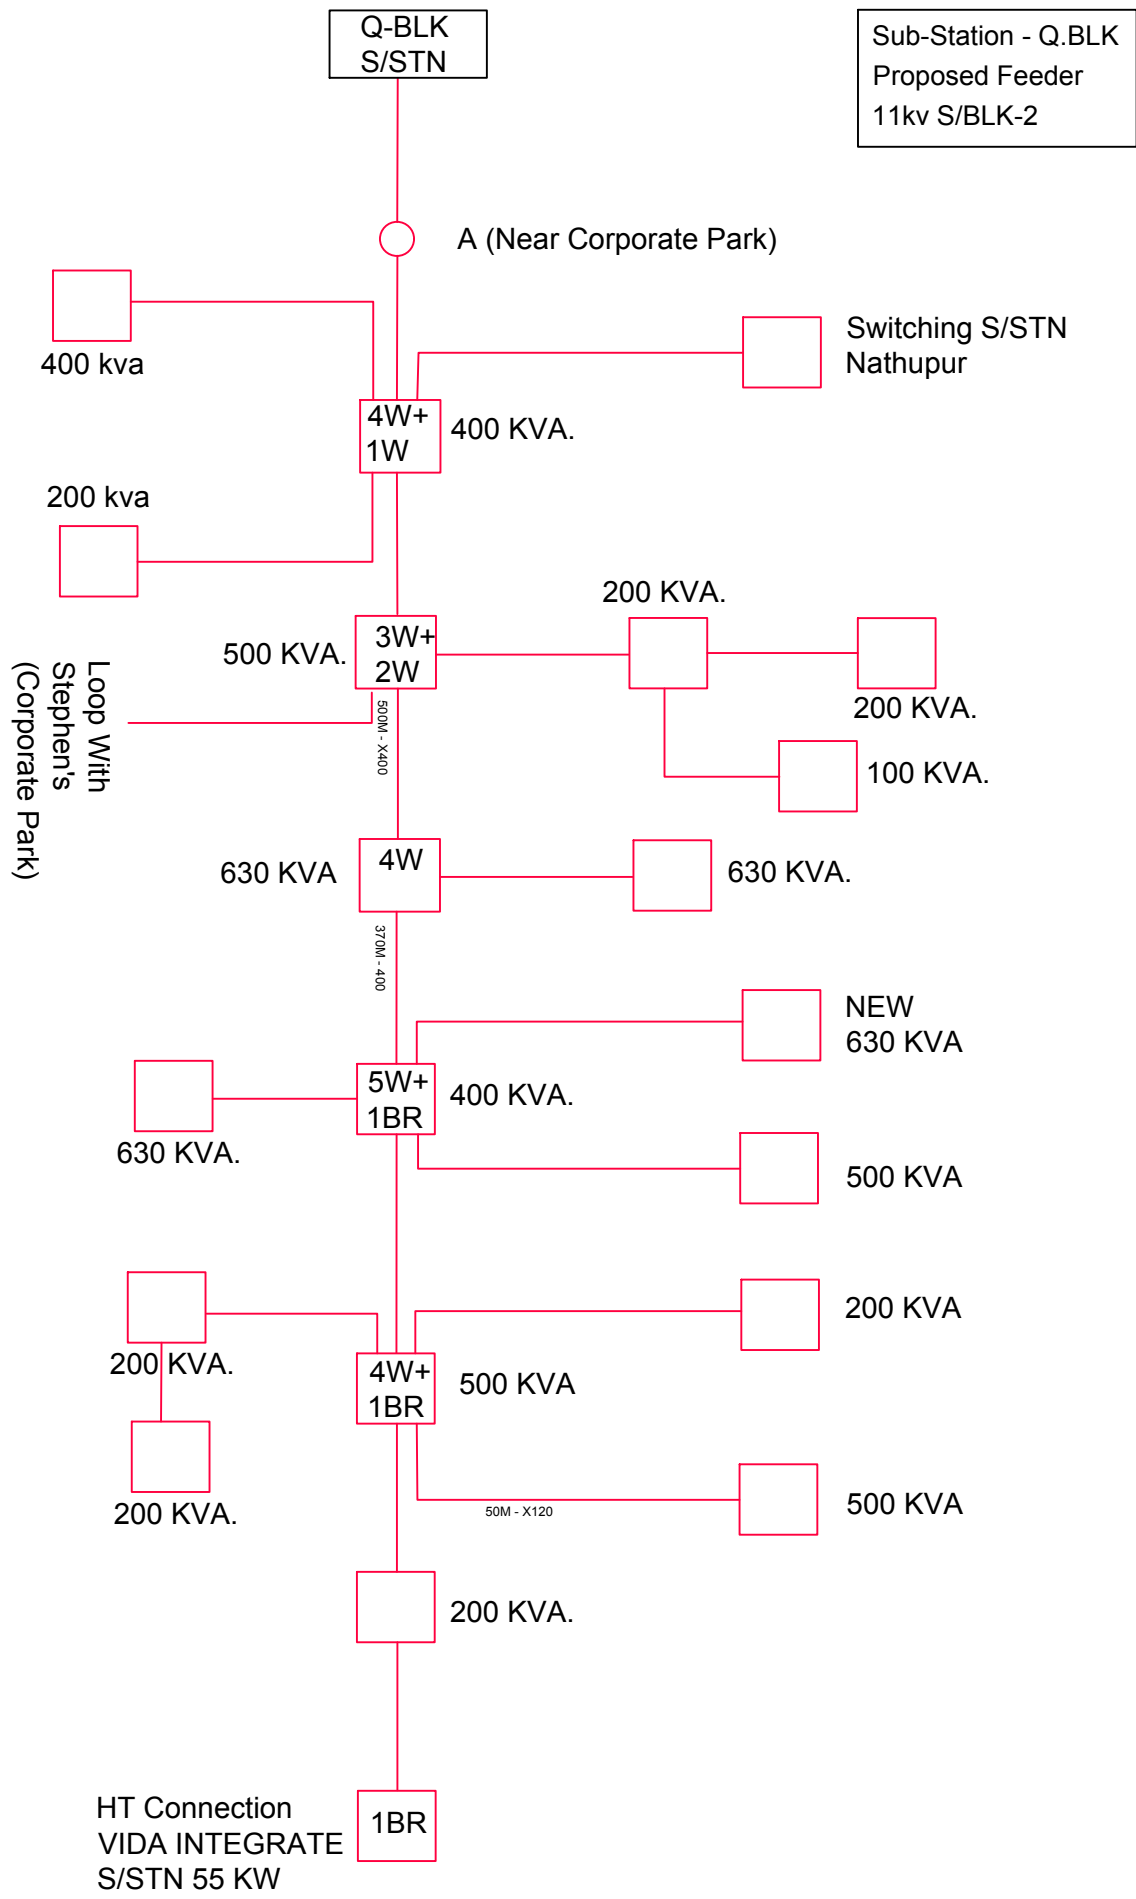 Q-BLK
S/STN
Sub-Station - Q.BLK
Proposed Feeder
11kv S/BLK-2
A (Near Corporate Park)
400 kva
Switching S/STN
Nathupur
4W+
1W
400 KVA.
200 kva
200 KVA.
3W+
2W
500 KVA.
Loop With
Stephen's
(Corporate Park)
500M - X400
200 KVA.
100 KVA.
4W
630 KVA
630 KVA.
370M - 400
NEW
630 KVA
5W+
1BR
400 KVA.
630 KVA.
500 KVA
200 KVA
200 KVA.
4W+
1BR
500 KVA
200 KVA.
50M - X120
500 KVA
200 KVA.
HT Connection
VIDA INTEGRATE
S/STN 55 KW
1BR